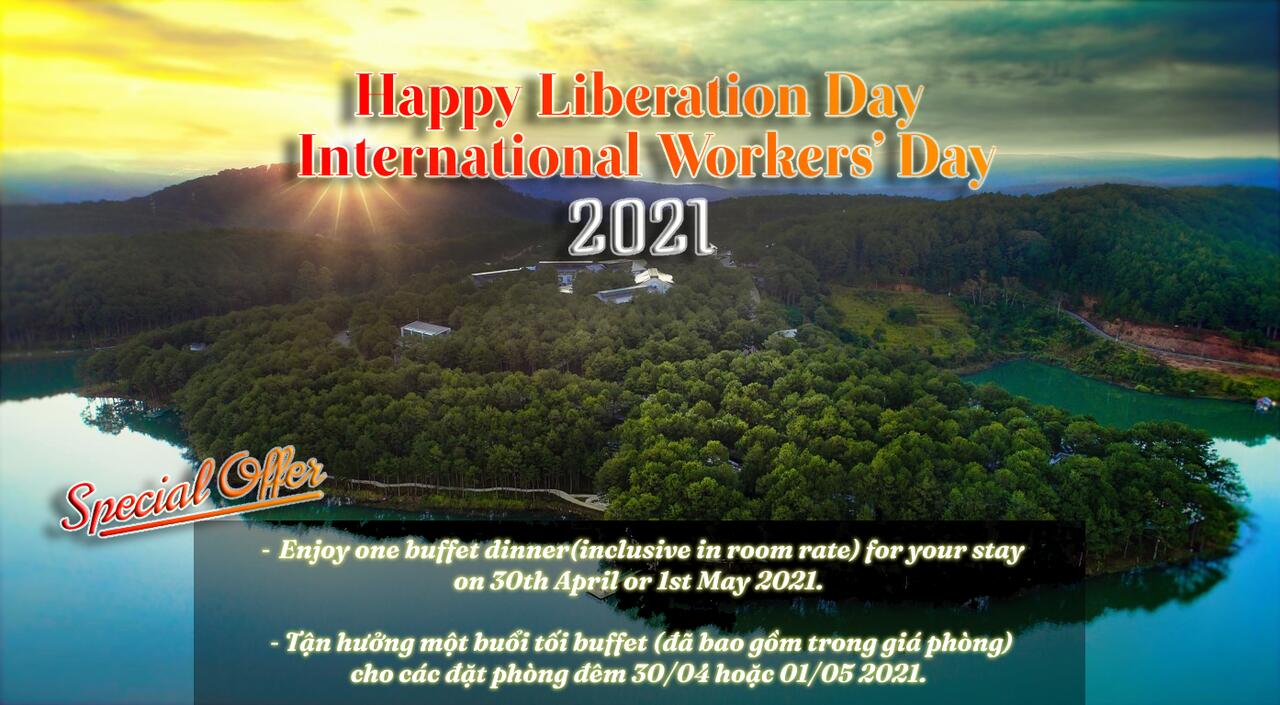 Happy Liberation Day
International Workers' Day
2021
Special Offer
- Enjoy one buffet dinner(inclusive in room rate) for your stay
on 30th April or 1st May 2021.
- Tận hưởng một buổi tối buffet (đã bao gồm trong giá phòng)
cho các đặt phòng đêm 30/04 hoặc 01/05 2021.